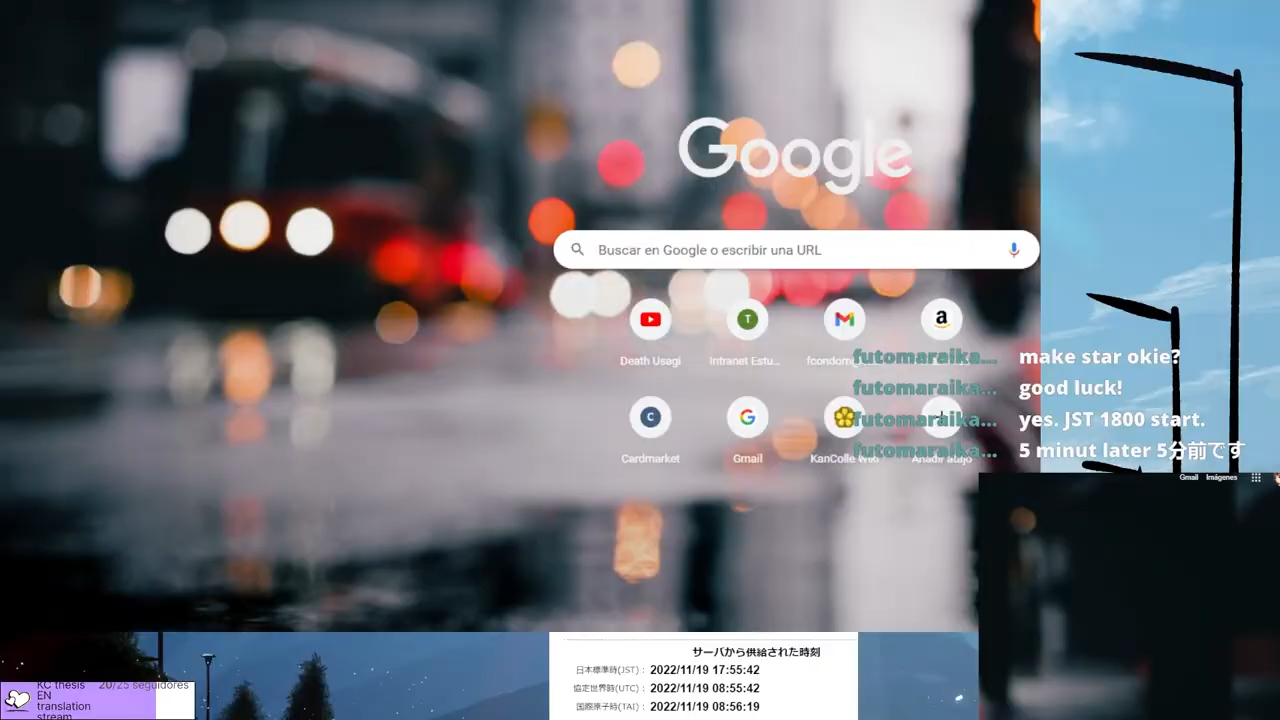 Google
Buscar en Google o escribir una URL
Death Usagi
T
Intranet Estu...
a
C
Cardmarket
Gmail
futomaraika... make star okie?
futomaraika... good luck!
futomaraika... yes. JST 1800 start.
futomaraika... 5 minut later 5分前です
Gmail Imágenes
サーバから供給された時刻
日本標準時(JST) : 2022/11/19 17:55:42
協定世界時(UTC) : 2022/11/19 08:55:42
国際原子時(TAI) : 2022/11/19 08:56:19
KC thesis 20/25 seguidores
EN
translation
stream